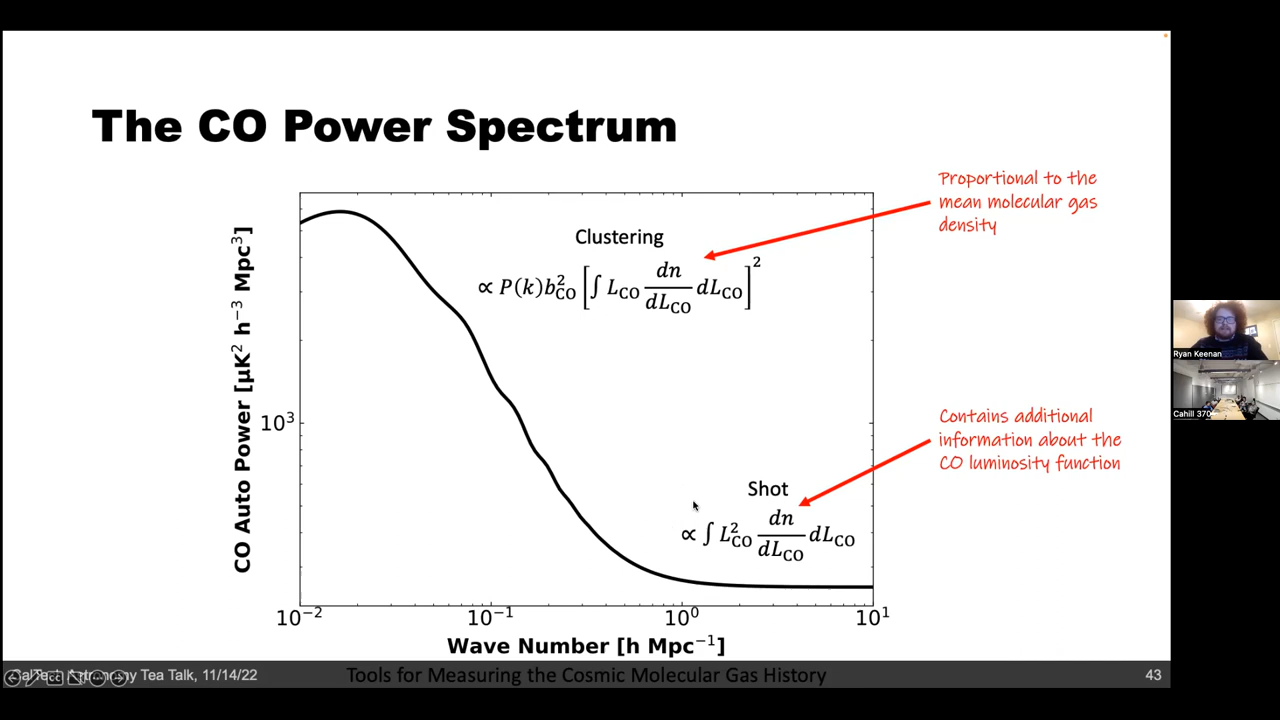 The CO Power Spectrum
Proportional to the
mean molecular gas
density
Clustering
∝ P(k)b²_CO [∫ L_CO dn/dL_CO dL_CO]²
CO Auto Power [μK² h⁻³ Mpc³]
10³
Contains additional
information about the
CO luminosity function
Shot
∝ ∫ L²_CO dn/dL_CO dL_CO
10⁻² 10⁻¹ 10⁰ 10¹
Wave Number [h Mpc⁻¹]
Ryan Keenan
Cahill 370
CalTech Astronomy Tea Talk, 11/14/22
Tools for Measuring the Cosmic Molecular Gas History
43